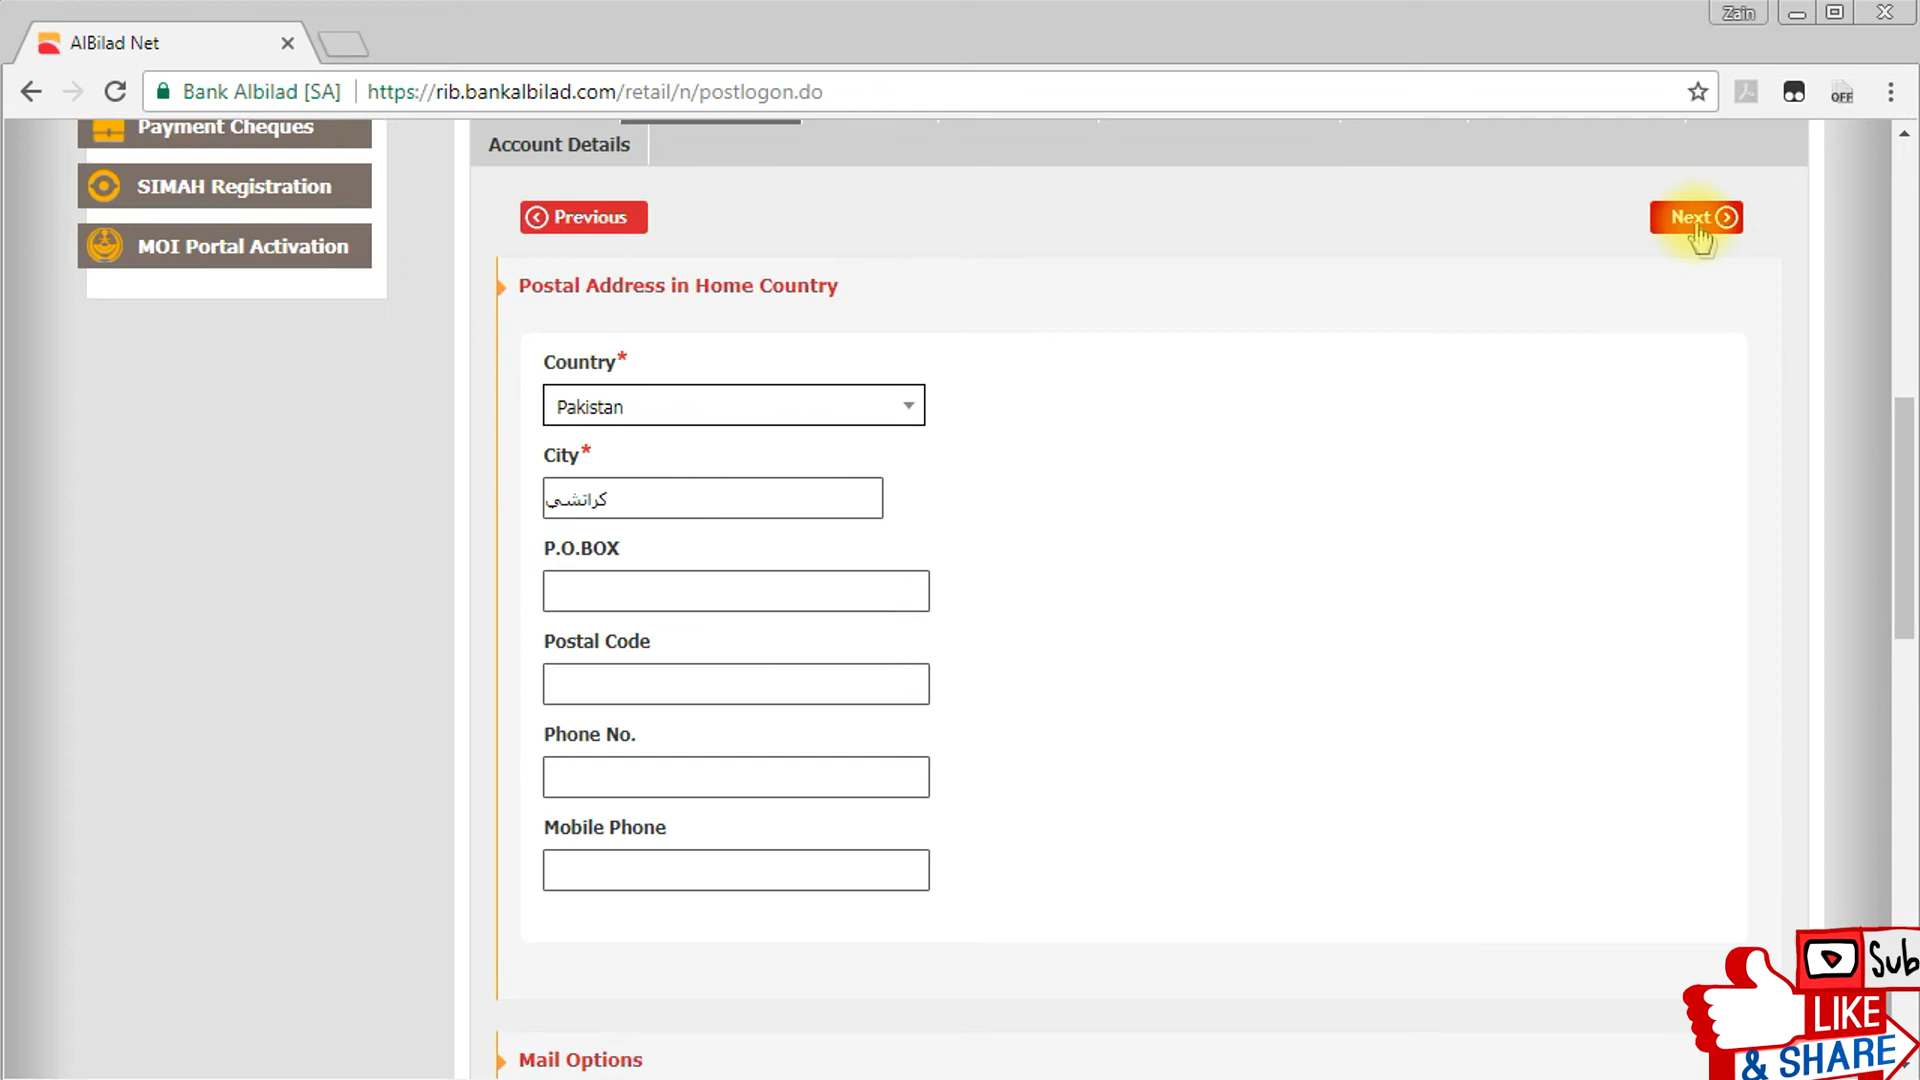 Zain
AlBilad Net
Bank Albilad [SA]
https://rib.bankalbilad.com/retail/n/postlogon.do
OFF
Payment Cheques
SIMAH Registration
MOI Portal Activation
Account Details
Previous
Next
Postal Address in Home Country
Country*
Pakistan
City*
كراتشي
P.O.BOX
Postal Code
Phone No.
Mobile Phone
Mail Options
Sub
LIKE
& SHARE